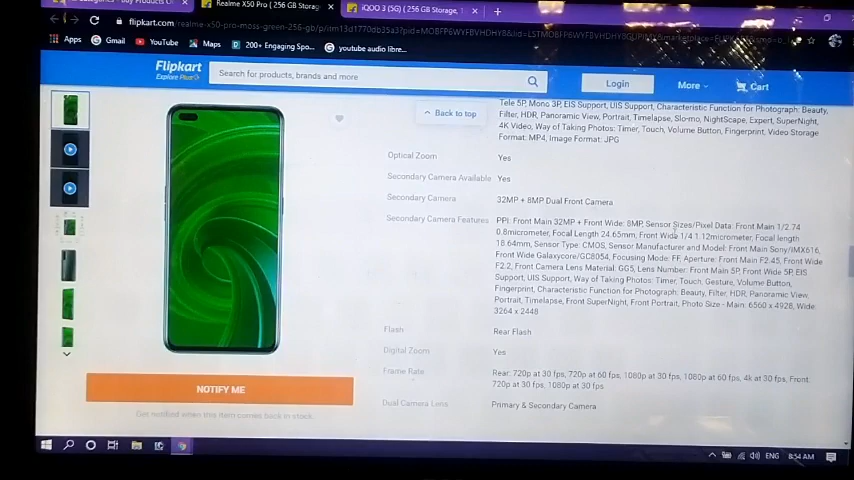 Realme X50 Pro ( 256 GB Storag
iQOO 3 (5G) ( 256 GB Storage,
flipkart.com/realme-x50-pro-moss-green-256-gb/p/
Apps
Gmail
YouTube
Maps
200+ Engaging Spo...
youtube audio libre...
Flipkart
Explore Plus
Search for products, brands and more
Login
More
Cart
Back to top
Tele 5P, Mono 3P, EIS Support, UIS Support, Characteristic Function for Photograph: Beauty,
Filter, HDR, Panoramic View, Portrait, Timelapse, Slo-mo, NightScape, Expert, SuperNight,
4K Video, Way of Taking Photos: Timer, Touch, Volume Button, Fingerprint, Video Storage
Format: MP4, Image Format: JPG
Optical Zoom Yes
Secondary Camera Available Yes
Secondary Camera 32MP + 8MP Dual Front Camera
Secondary Camera Features PPI: Front Main 32MP + Front Wide: 8MP, Sensor Sizes/Pixel Data: Front Main 1/2.74
0.8micrometer, Focal Length 24.65mm, Front Wide 1/4 1.12micrometer, Focal length
18.64mm, Sensor Type: CMOS, Sensor Manufacturer and Model: Front Main Sony/IMX616,
Front Wide Galaxycore/GC8054, Focusing Mode: FF, Aperture: Front Main F2.45, Front Wide
F2.2, Front Camera Lens Material: GG5, Lens Number: Front Main 5P, Front Wide 5P, EIS
Support, UIS Support, Way of Taking Photos: Timer, Touch, Gesture, Volume Button,
Fingerprint, Characteristic Function for Photograph: Beauty, Filter, HDR, Panoramic View,
Portrait, Timelapse, Front SuperNight, Front Portrait, Photo Size - Main: 6560 x 4928, Wide:
3264 x 2448
Flash Rear Flash
Digital Zoom Yes
Frame Rate Rear: 720p at 30 fps, 720p at 60 fps, 1080p at 30 fps, 1080p at 60 fps, 4k at 30 fps, Front:
720p at 30 fps, 1080p at 30 fps
Dual Camera Lens Primary & Secondary Camera
NOTIFY ME
Get notified when this item comes back in stock.
ENG
8:54 AM